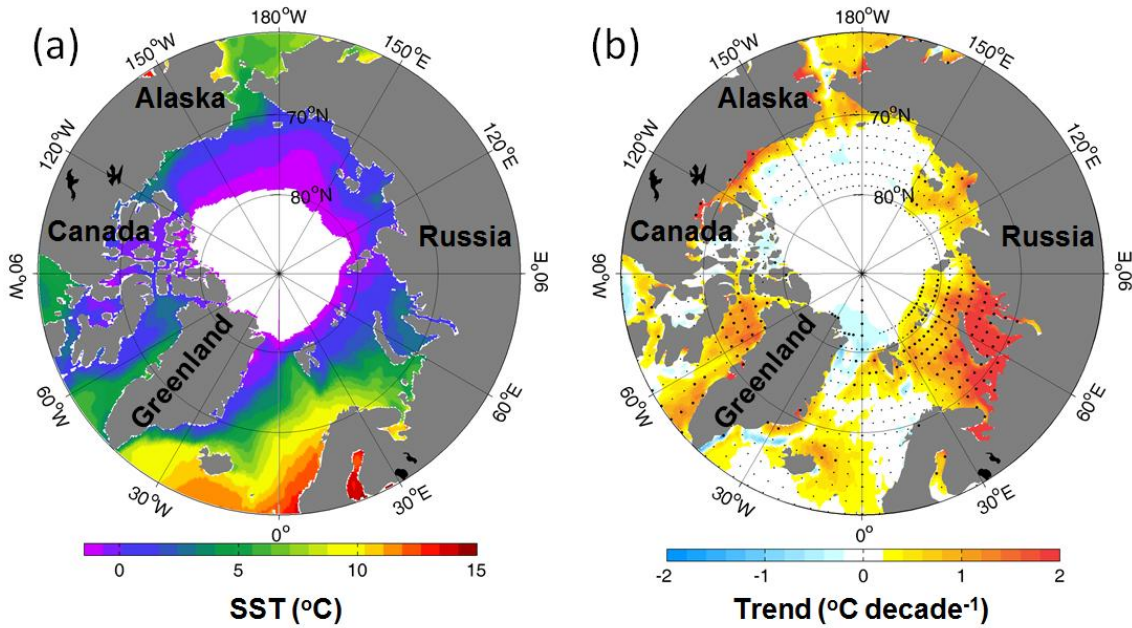 (a)
180°W
150°W
150°E
Alaska
70°N
120°W
120°E
80°N
Canada
Russia
90°W
90°E
Greenland
60°W
60°E
30°W
30°E
0°
0
5
10
15
SST (°C)
(b)
180°W
150°W
150°E
Alaska
70°N
120°W
120°E
80°N
Canada
Russia
90°W
90°E
Greenland
60°W
60°E
30°W
30°E
0°
-2
-1
0
1
2
Trend (°C decade⁻¹)